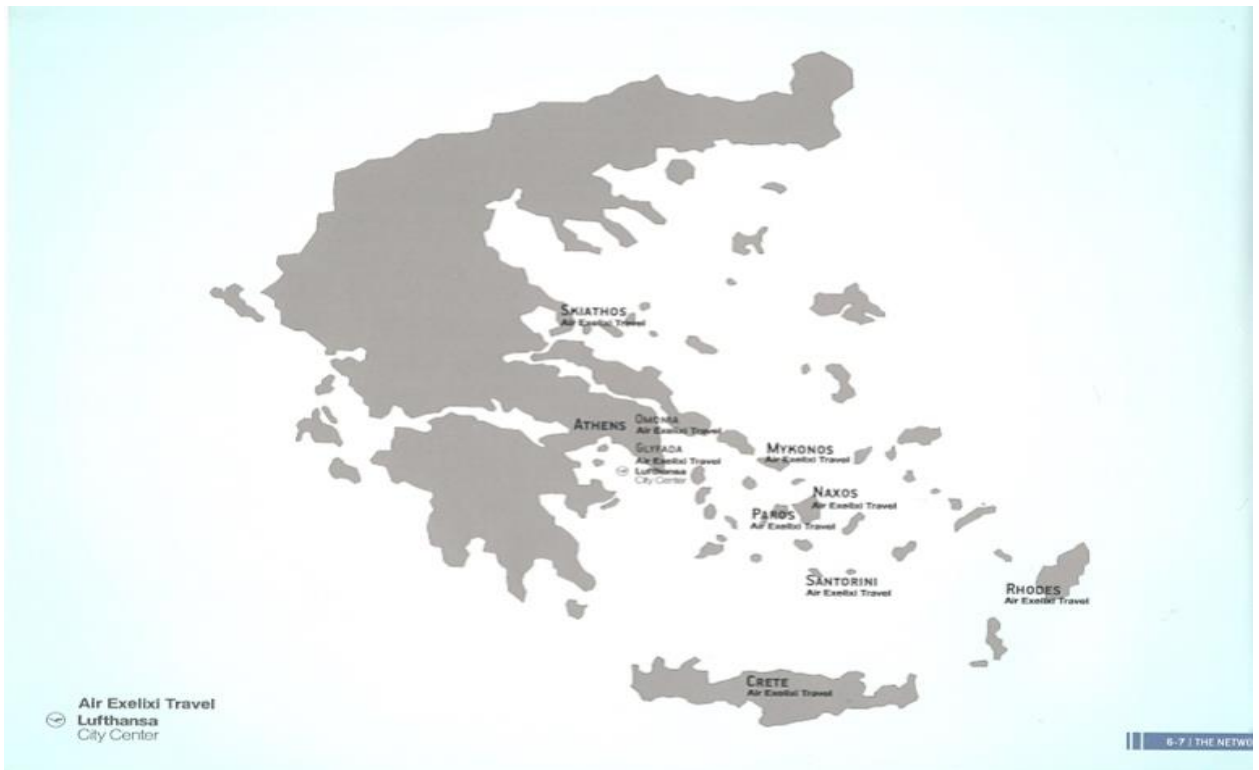 SKIATHOS
Air Exelixi Travel
ATHENS
OMONIA
Air Exelixi Travel
GLYFADA
Air Exelixi Travel
Lufthansa
City Center
MYKONOS
Air Exelixi Travel
NAXOS
Air Exelixi Travel
PAROS
Air Exelixi Travel
SANTORINI
Air Exelixi Travel
RHODES
Air Exelixi Travel
CRETE
Air Exelixi Travel
Air Exelixi Travel
Lufthansa
City Center
6-7 | THE NETWO